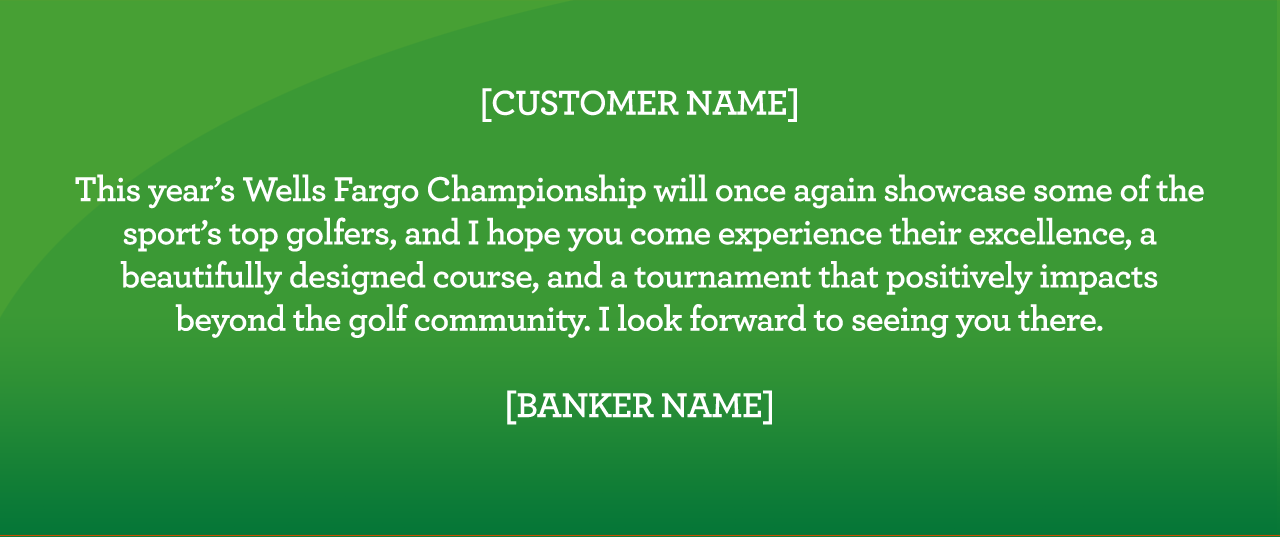 [CUSTOMER NAME]
This year’s Wells Fargo Championship will once again showcase some of the
sport’s top golfers, and I hope you come experience their excellence, a
beautifully designed course, and a tournament that positively impacts
beyond the golf community. I look forward to seeing you there.
[BANKER NAME]